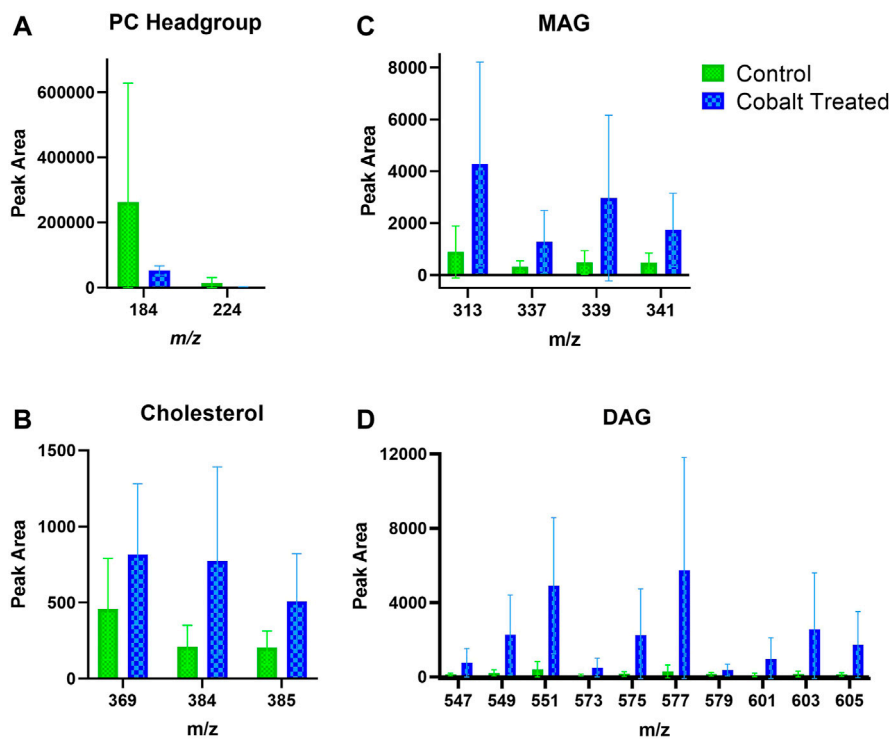 A
PC Headgroup
Peak Area
600000
400000
200000
0
184
224
m/z
C
MAG
Peak Area
8000
6000
4000
2000
0
313
337
339
341
m/z
Control
Cobalt Treated
B
Cholesterol
Peak Area
1500
1000
500
0
369
384
385
m/z
D
DAG
Peak Area
12000
8000
4000
0
547
549
551
573
575
577
579
601
603
605
m/z